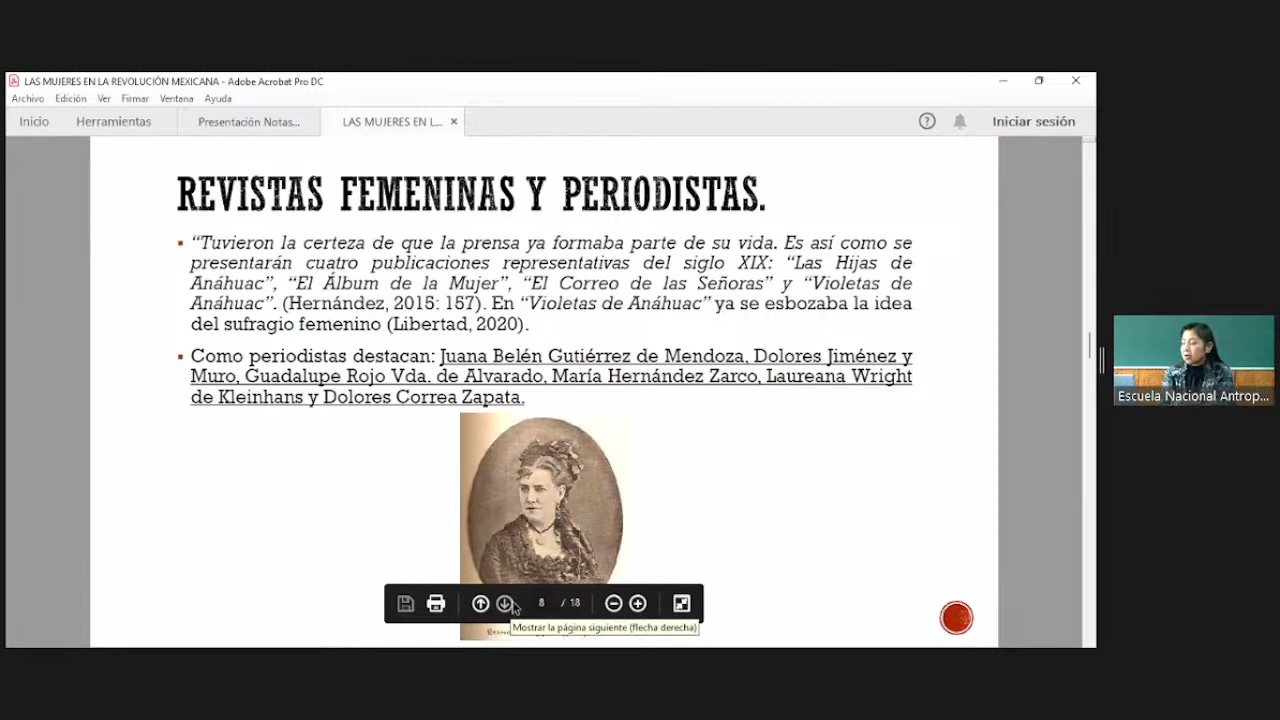 LAS MUJERES EN LA REVOLUCIÓN MEXICANA - Adobe Acrobat Pro DC
Archivo Edición Ver Firmar Ventana Ayuda
Inicio Herramientas Presentación Notas... LAS MUJERES EN L... × Iniciar sesión
REVISTAS FEMENINAS Y PERIODISTAS.
▪ “Tuvieron la certeza de que la prensa ya formaba parte de su vida. Es así como se
presentarán cuatro publicaciones representativas del siglo XIX: “Las Hijas de
Anáhuac”, “El Álbum de la Mujer”, “El Correo de las Señoras” y “Violetas de
Anáhuac”. (Hernández, 2015: 157). En “Violetas de Anáhuac” ya se esbozaba la idea
del sufragio femenino (Libertad, 2020).
▪ Como periodistas destacan: Juana Belén Gutiérrez de Mendoza, Dolores Jiménez y
Muro, Guadalupe Rojo Vda. de Alvarado, María Hernández Zarco, Laureana Wright
de Kleinhans y Dolores Correa Zapata.
8 / 18
Mostrar la página siguiente (flecha derecha)
Escuela Nacional Antrop...